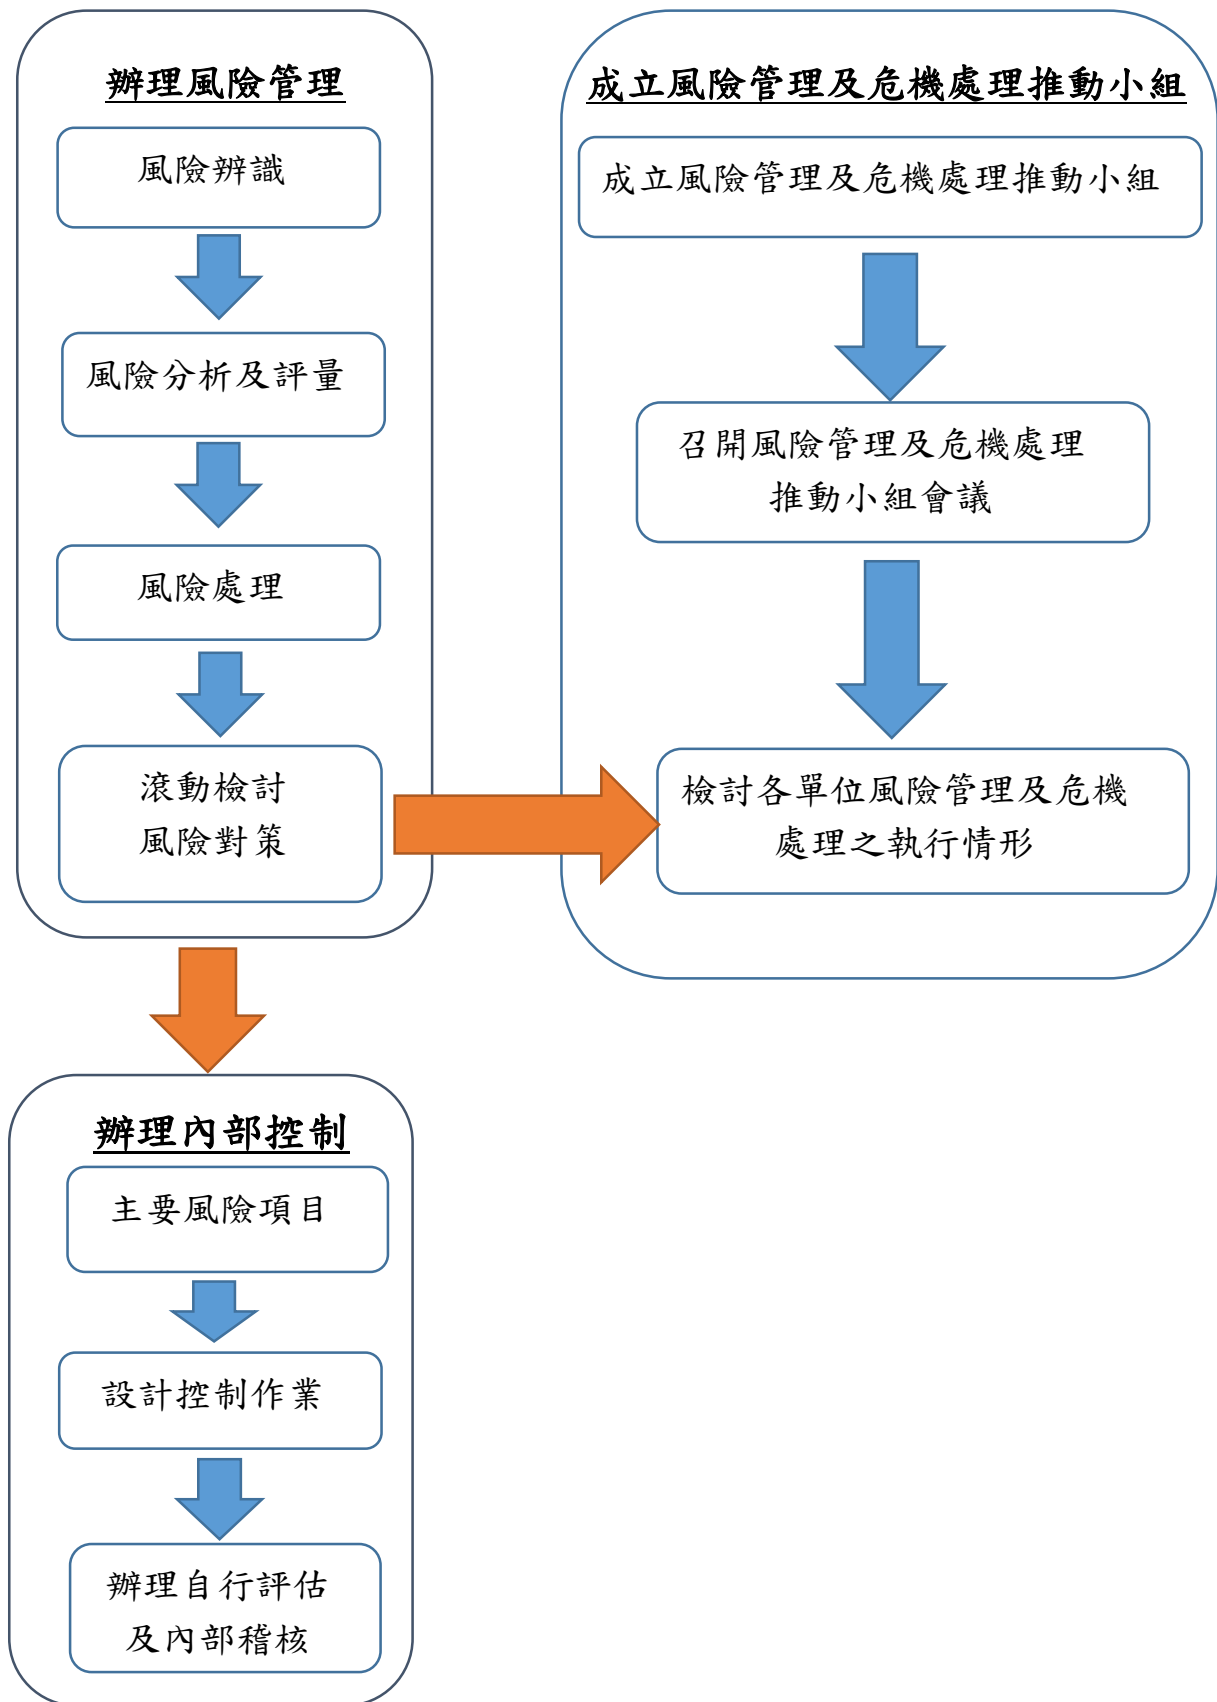 辦理風險管理
風險辨識
風險分析及評量
風險處理
滾動檢討
風險對策
成立風險管理及危機處理推動小組
成立風險管理及危機處理推動小組
召開風險管理及危機處理
推動小組會議
檢討各單位風險管理及危機
處理之執行情形
辦理內部控制
主要風險項目
設計控制作業
辦理自行評估
及內部稽核